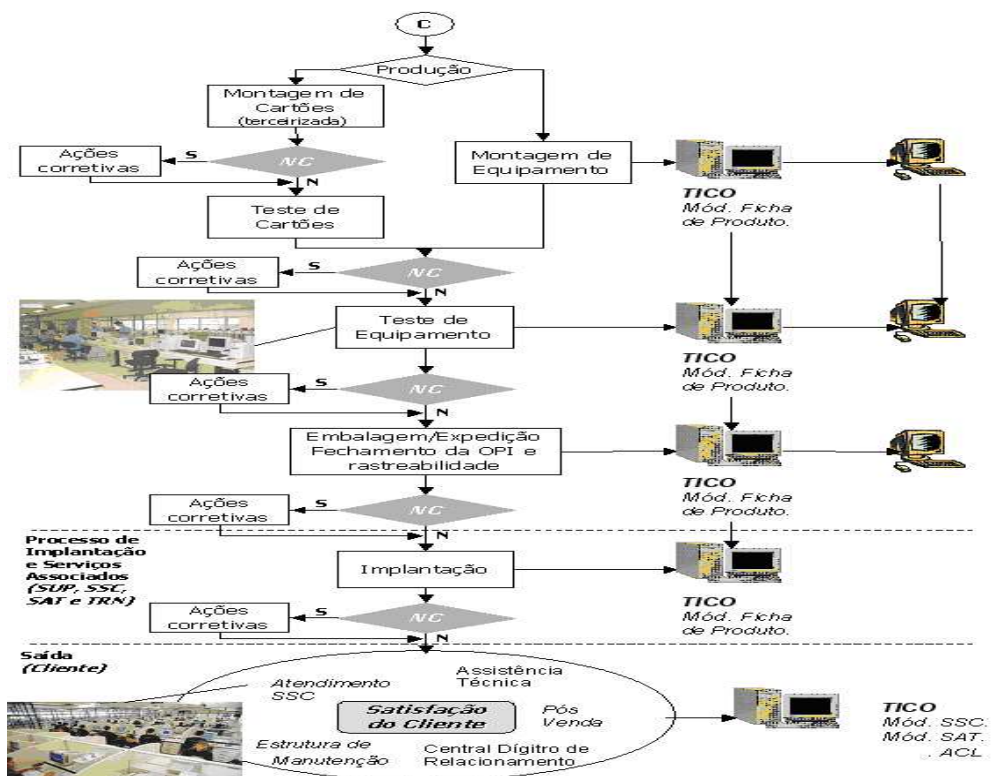 C
Produção
Montagem de
Cartões
(terceirizada)
Ações
corretivas
S
NC
N
Montagem de
Equipamento
TICO
Mód. Ficha
de Produto.
Teste de
Cartões
Ações
corretivas
S
NC
N
Teste de
Equipamento
TICO
Mód. Ficha
de Produto.
Ações
corretivas
S
NC
N
Embalagem/Expedição
Fechamento da OPI e
rastreabilidade
TICO
Mód. Ficha
de Produto.
Ações
corretivas
S
NC
N
Processo de
Implantação
e Serviços
Associados
(SUP, SSC,
SAT e TRN)
Implantação
TICO
Mód. Ficha
de Produto.
Ações
corretivas
S
NC
N
Saída
(Cliente)
Atendimento
SSC
Assistência
Técnica
Satisfação
do Cliente
Pós
Venda
Estrutura de
Manutenção
Central Dígitro de
Relacionamento
TICO
Mód. SSC.
Mód. SAT.
. ACL